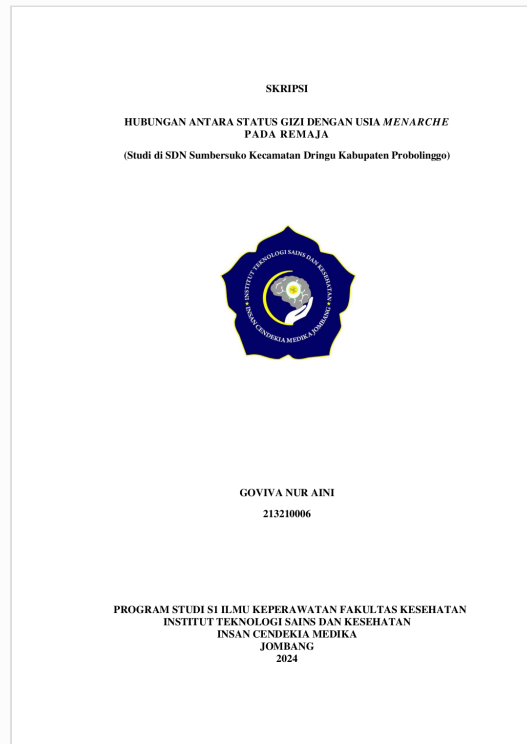 SKRIPSI
HUBUNGAN ANTARA STATUS GIZI DENGAN USIA MENARCHE
PADA REMAJA
(Studi di SDN Sumbersuko Kecamatan Dringu Kabupaten Probolinggo)
INSTITUT TEKNOLOGI SAINS DAN KESEHATAN
INSAN CENDEKIA MEDIKA JOMBANG
GOVIVA NUR AINI
213210006
PROGRAM STUDI S1 ILMU KEPERAWATAN FAKULTAS KESEHATAN
INSTITUT TEKNOLOGI SAINS DAN KESEHATAN
INSAN CENDEKIA MEDIKA
JOMBANG
2024